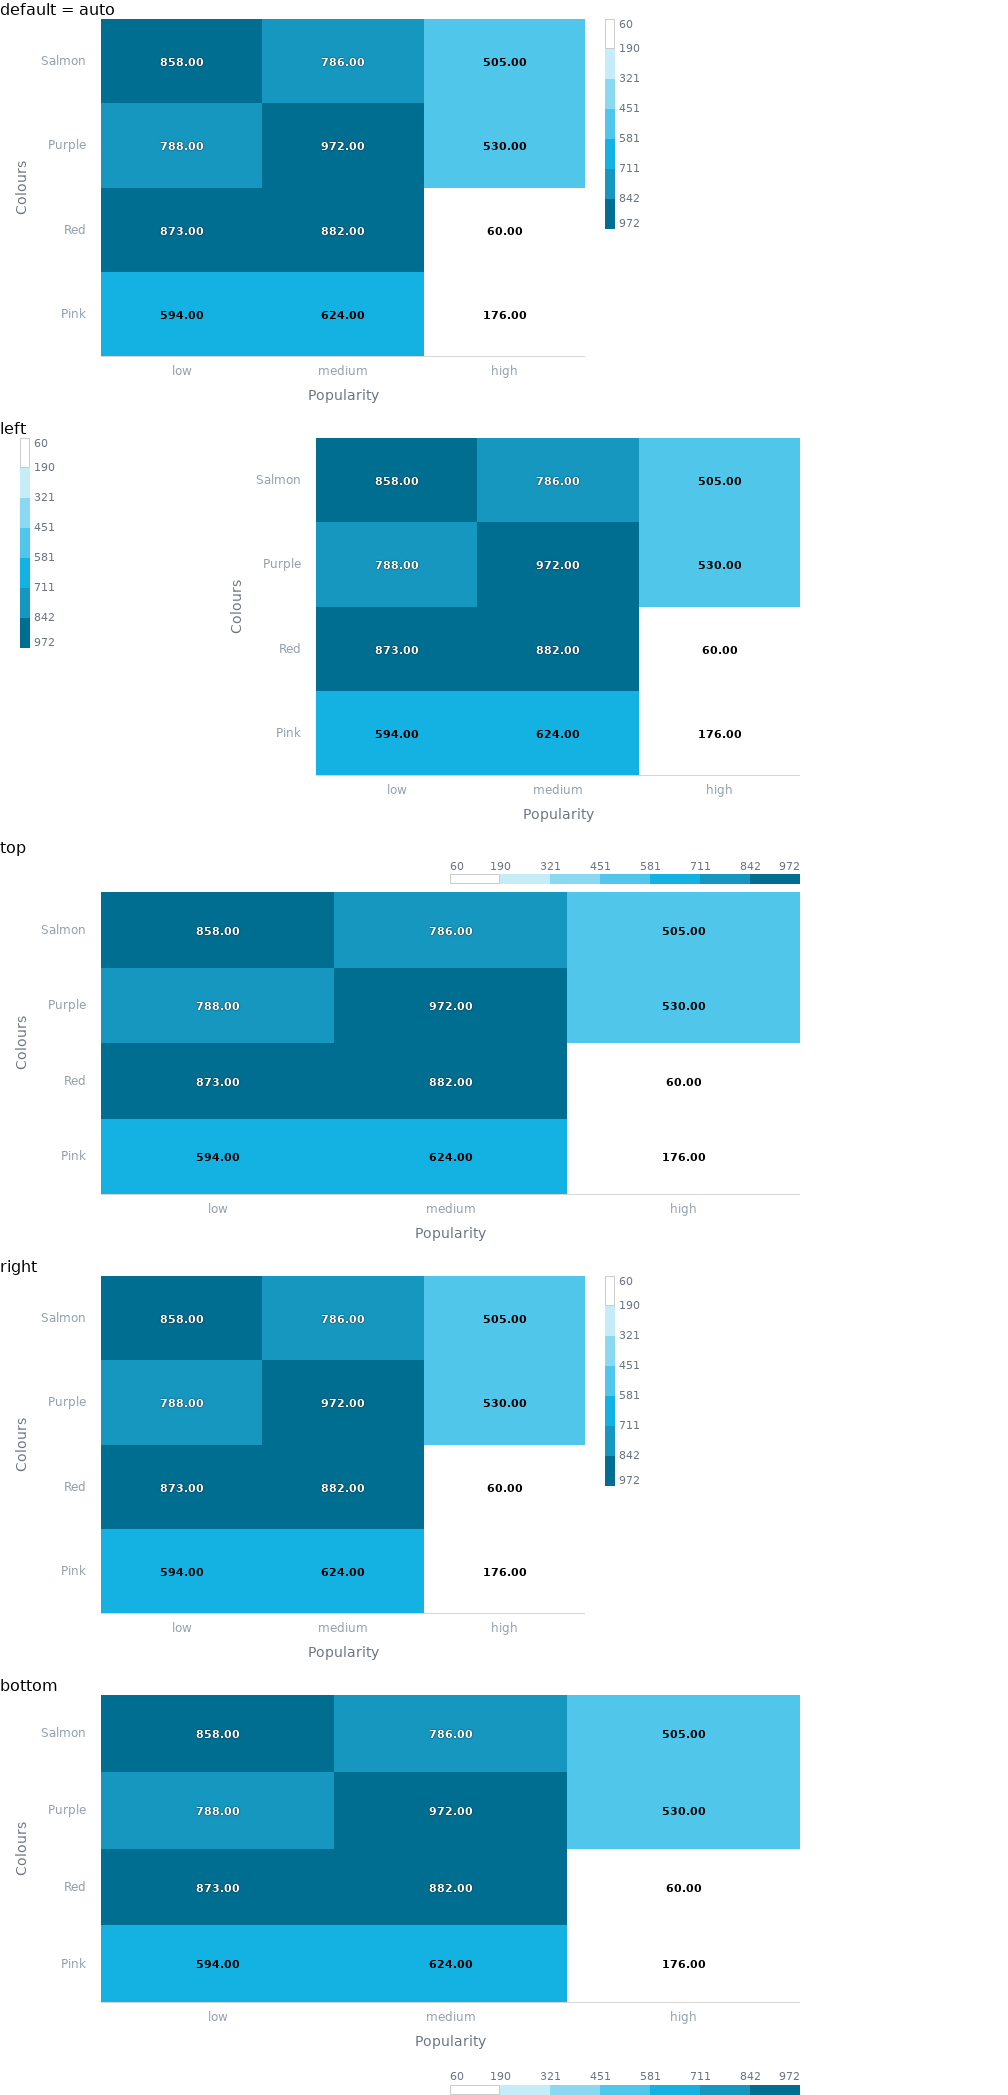 default = auto
60
Salmon 858.00 786.00 505.00
190
321
451
Purple 788.00 972.00 530.00
581
711
Colours
842
972
Red 873.00 882.00 60.00
Pink 594.00 624.00 176.00
low medium high
Popularity
left
60
190
Salmon 858.00 786.00 505.00
321
451
581
Purple 788.00 972.00 530.00
711
Colours
842
972
Red 873.00 882.00 60.00
Pink 594.00 624.00 176.00
low medium high
Popularity
top
60 190 321 451 581 711 842 972
Salmon 858.00 786.00 505.00
Purple 788.00 972.00 530.00
Colours
Red 873.00 882.00 60.00
Pink 594.00 624.00 176.00
low medium high
Popularity
right
60
190
Salmon 858.00 786.00 505.00
321
451
581
Purple 788.00 972.00 530.00
711
Colours
842
972
Red 873.00 882.00 60.00
Pink 594.00 624.00 176.00
low medium high
Popularity
bottom
Salmon 858.00 786.00 505.00
Purple 788.00 972.00 530.00
Colours
Red 873.00 882.00 60.00
Pink 594.00 624.00 176.00
low medium high
Popularity
60 190 321 451 581 711 842 972